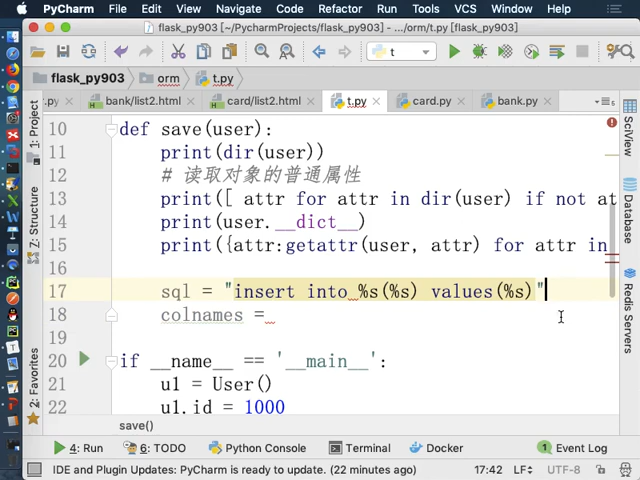 PyCharm File Edit View Navigate Code Refactor Run Tools VCS Window Help
flask_py903 [~/PycharmProjects/flask_py903] - .../orm/t.py [flask_py903]
t
flask_py903 orm t.py
.py bank/list2.html card/list2.html t.py card.py bank.py
1: Project
7: Structure
2: Favorites
SciView
Database
Redis Servers
10 def save(user):
11 print(dir(user))
12 # 读取对象的普通属性
13 print([ attr for attr in dir(user) if not at
14 print(user.__dict__)
15 print({attr:getattr(user, attr) for attr in
16
17 sql = "insert into %s(%s) values(%s)"
18 colnames =
19
20 if __name__ == '__main__':
21 u1 = User()
22 u1.id = 1000
save()
4: Run 6: TODO Python Console Terminal Docker 1 Event Log
IDE and Plugin Updates: PyCharm is ready to update. (22 minutes ago) 17:42 LF UTF-8